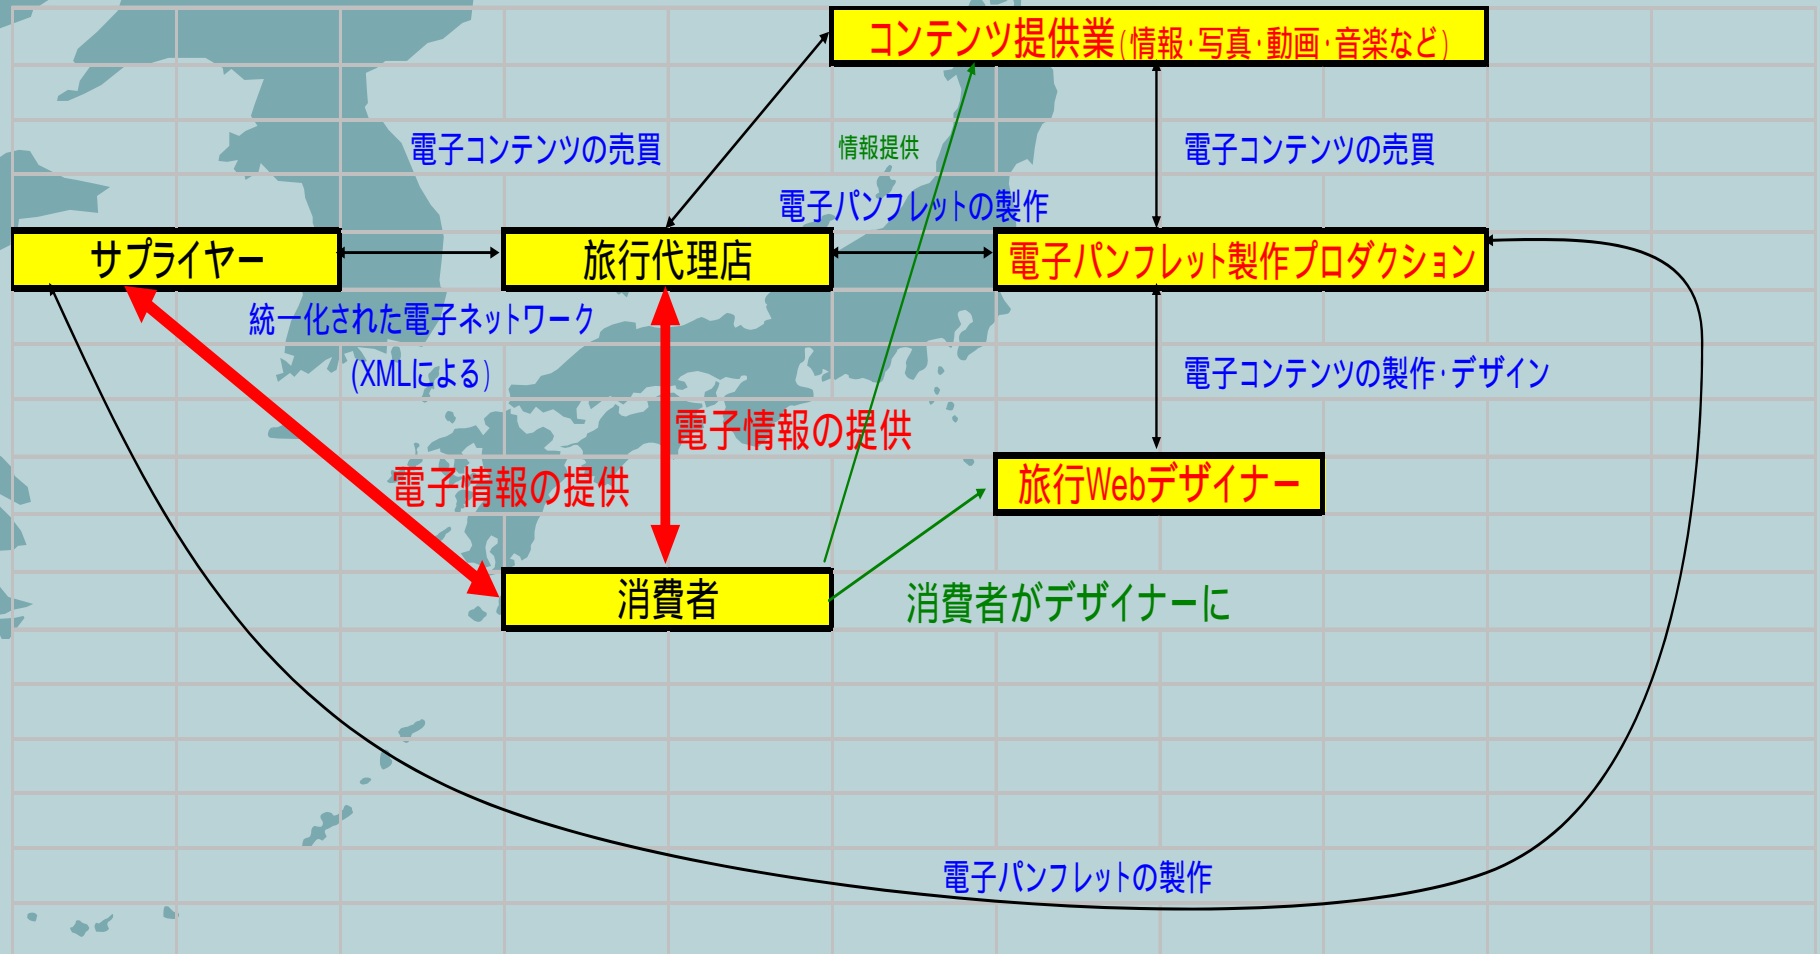 コンテンツ提供業(情報・写真・動画・音楽など)
電子コンテンツの売買
情報提供
電子コンテンツの売買
電子パンフレットの製作
サプライヤー
旅行代理店
電子パンフレット製作プロダクション
統一化された電子ネットワーク
(XMLによる)
電子コンテンツの製作・デザイン
電子情報の提供
電子情報の提供
旅行Webデザイナー
消費者
消費者がデザイナーに
電子パンフレットの製作